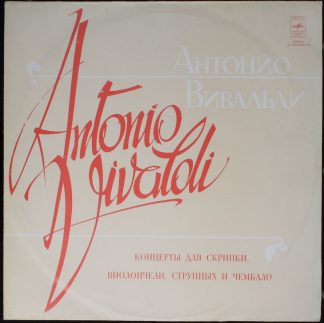 Антонио
Вивальди
Antonio
Vivaldi
КОНЦЕРТЫ ДЛЯ СКРИПКИ,
ВИОЛОНЧЕЛИ, СТРУННЫХ И ЧЕМБАЛО